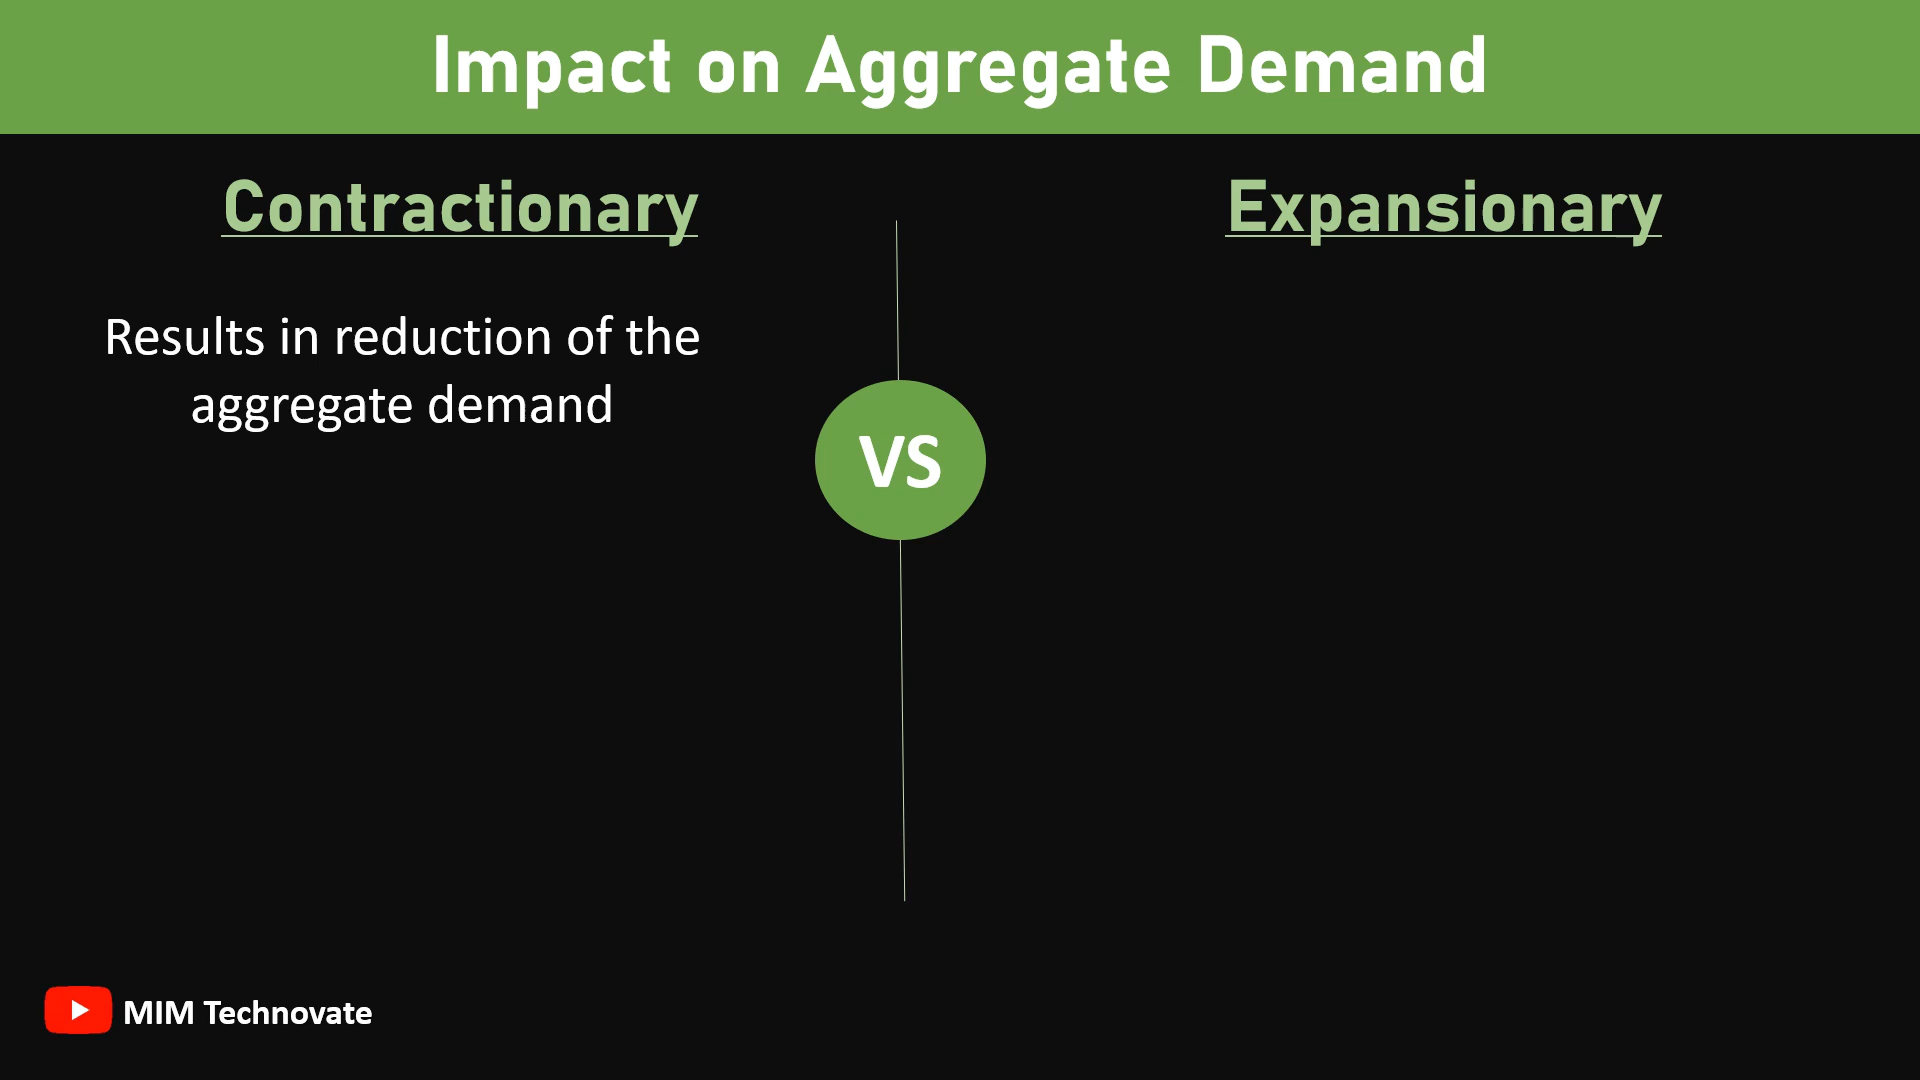 Impact on Aggregate Demand
Contractionary
Results in reduction of the
aggregate demand
VS
Expansionary
MIM Technovate